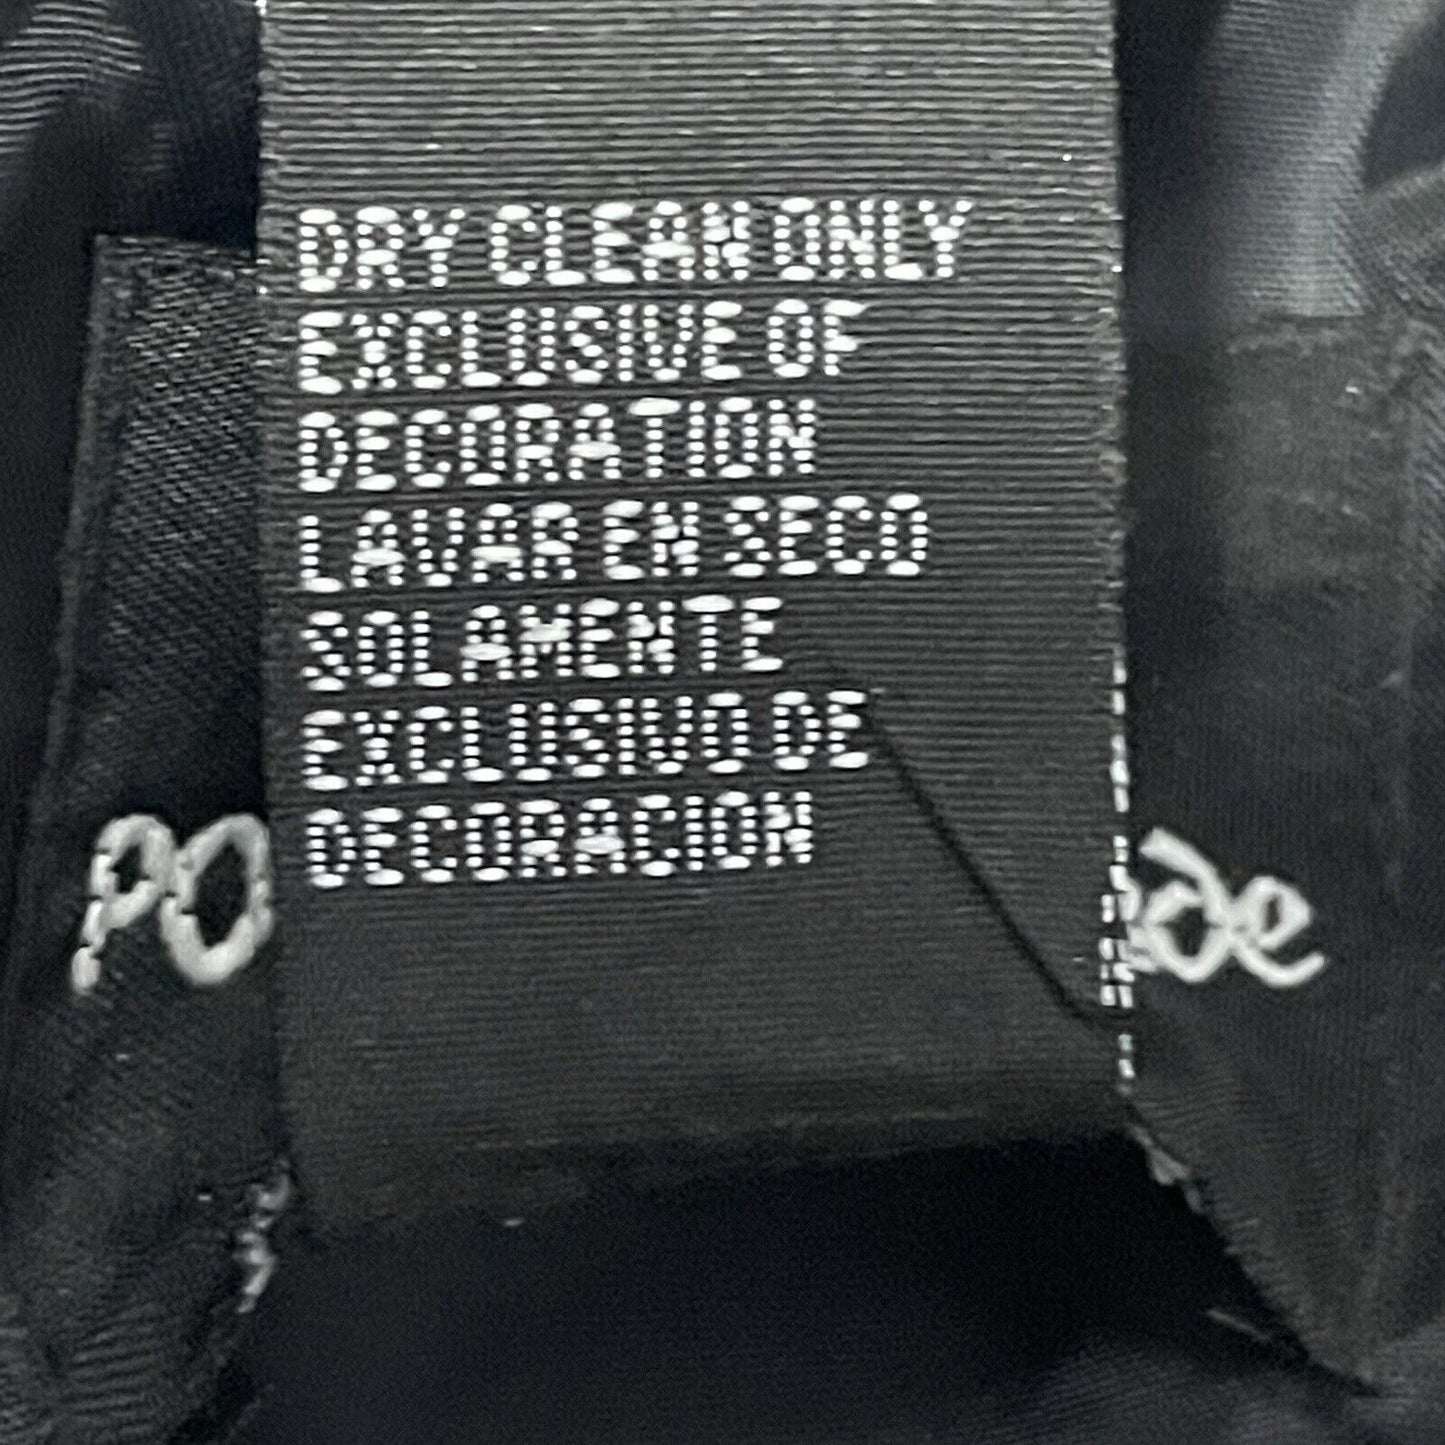 DRY CLEAN ONLY
EXCLUSIVE OF
DECORATION
LAVAR EN SECO
SOLAMENTE
EXCLUSIVO DE
DECORACION